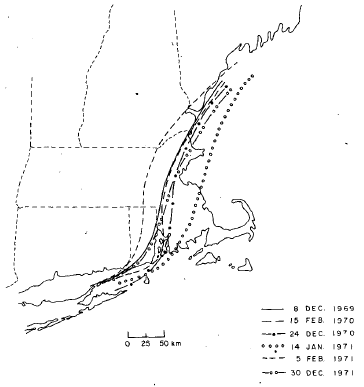 0 25 50 km
8 DEC. 1969
15 FEB. 1970
24 DEC. 1970
14 JAN. 1971
5 FEB. 1971
30 DEC. 1971